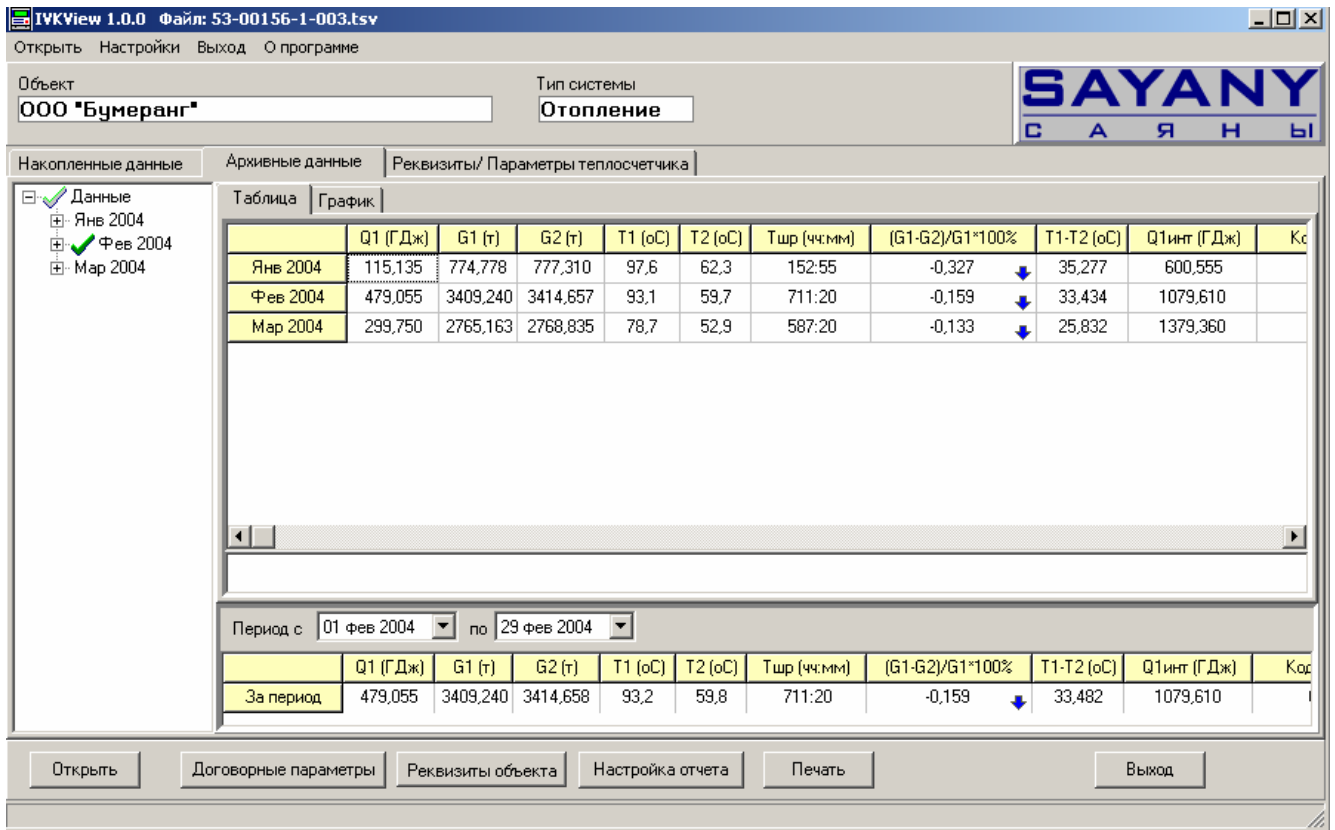 IVKView 1.0.0 Файл: 53-00156-1-003.tsv
Открыть Настройки Выход О программе
Объект Тип системы
ООО "Бумеранг" Отопление
SAYANY
САЯНЫ
Накопленные данные Архивные данные Реквизиты/ Параметры теплосчетчика
Данные
Янв 2004
Фев 2004
Мар 2004
Таблица График
Q1 (ГДж) G1 (т) G2 (т) T1 (oC) T2 (oC) Тшр (чч:мм) (G1-G2)/G1*100% T1-T2 (oC) Q1инт (ГДж)
Янв 2004 115,135 774,778 777,310 97,6 62,3 152:55 -0,327 35,277 600,555
Фев 2004 479,055 3409,240 3414,657 93,1 59,7 711:20 -0,159 33,434 1079,610
Мар 2004 299,750 2765,163 2768,835 78,7 52,9 587:20 -0,133 25,832 1379,360
Период с 01 фев 2004 по 29 фев 2004
Q1 (ГДж) G1 (т) G2 (т) T1 (oC) T2 (oC) Тшр (чч:мм) (G1-G2)/G1*100% T1-T2 (oC) Q1инт (ГДж) Код
За период 479,055 3409,240 3414,658 93,2 59,8 711:20 -0,159 33,482 1079,610
Открыть Договорные параметры Реквизиты объекта Настройка отчета Печать Выход